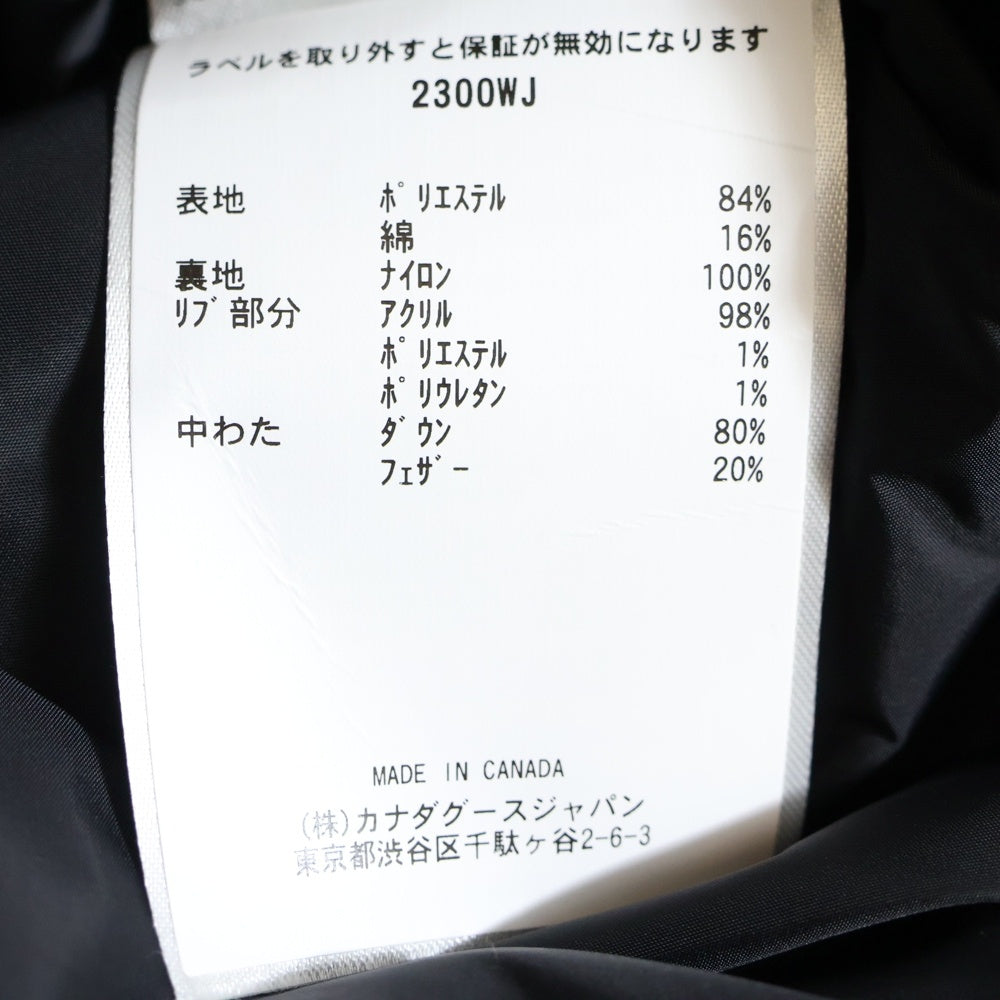 ラベルを取り外すと保証が無効になります
2300WJ
表地 ﾎﾟﾘｴｽﾃﾙ 84%
綿 16%
裏地 ﾅｲﾛﾝ 100%
ﾘﾌﾞ部分 ｱｸﾘﾙ 98%
ﾎﾟﾘｴｽﾃﾙ 1%
ﾎﾟﾘｳﾚﾀﾝ 1%
中わた ﾀﾞｳﾝ 80%
ﾌｪｻﾞｰ 20%
MADE IN CANADA
(株)カナダグースジャパン
東京都渋谷区千駄ヶ谷2-6-3